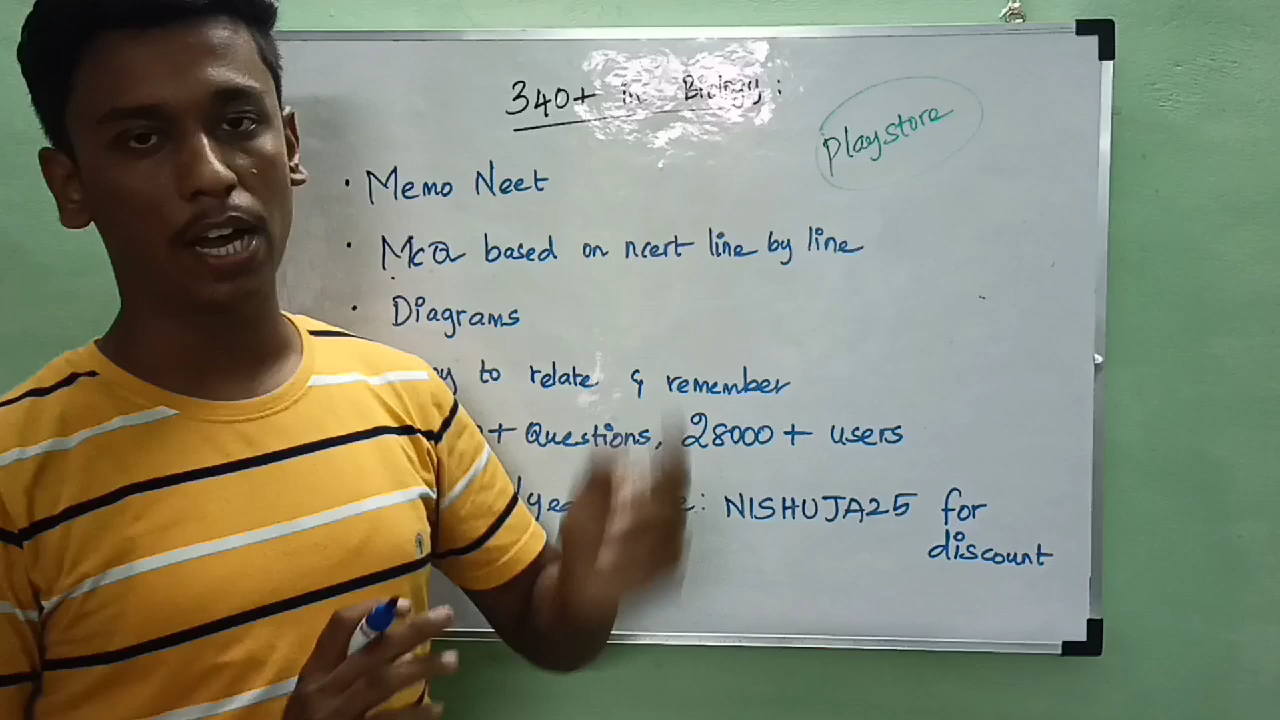 340+ in Biology:
playstore
• Memo Neet
• McQ based on ncert line by line
• Diagrams
to relate & remember
+ Questions, 28000+ users
: NISHUJA25 for
discount